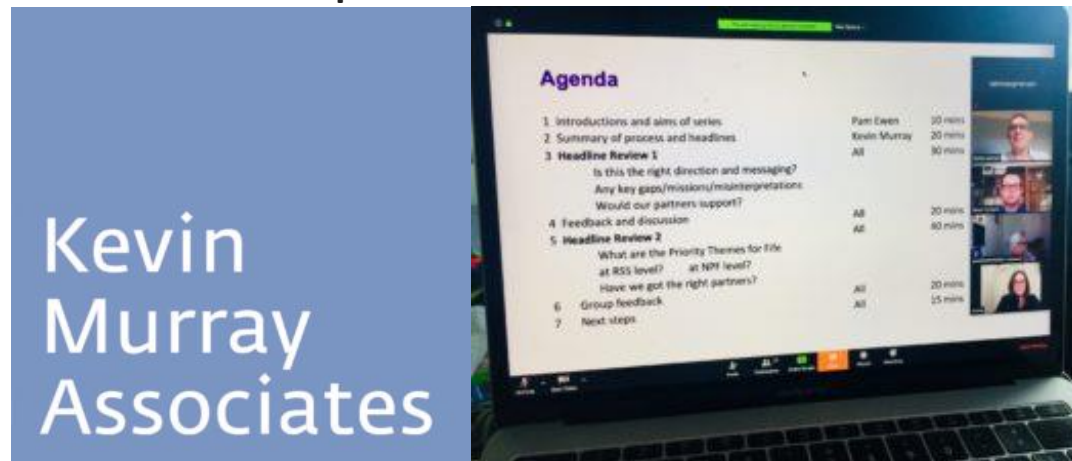 Kevin
Murray
Associates
Agenda
1 Introductions and aims of series Pam Ewen 10 mins
2 Summary of process and headlines Kevin Murray 20 mins
3 Headline Review 1 All 30 mins
Is this the right direction and messaging?
Any key gaps/missions/misinterpretations
Would our partners support?
4 Feedback and discussion All 20 mins
5 Headline Review 2 All
What are the Priority Themes for Fife
at RSS level? at NPF level?
Have we got the right partners?
6 Group feedback All 20 mins
7 Next steps All 15 mins